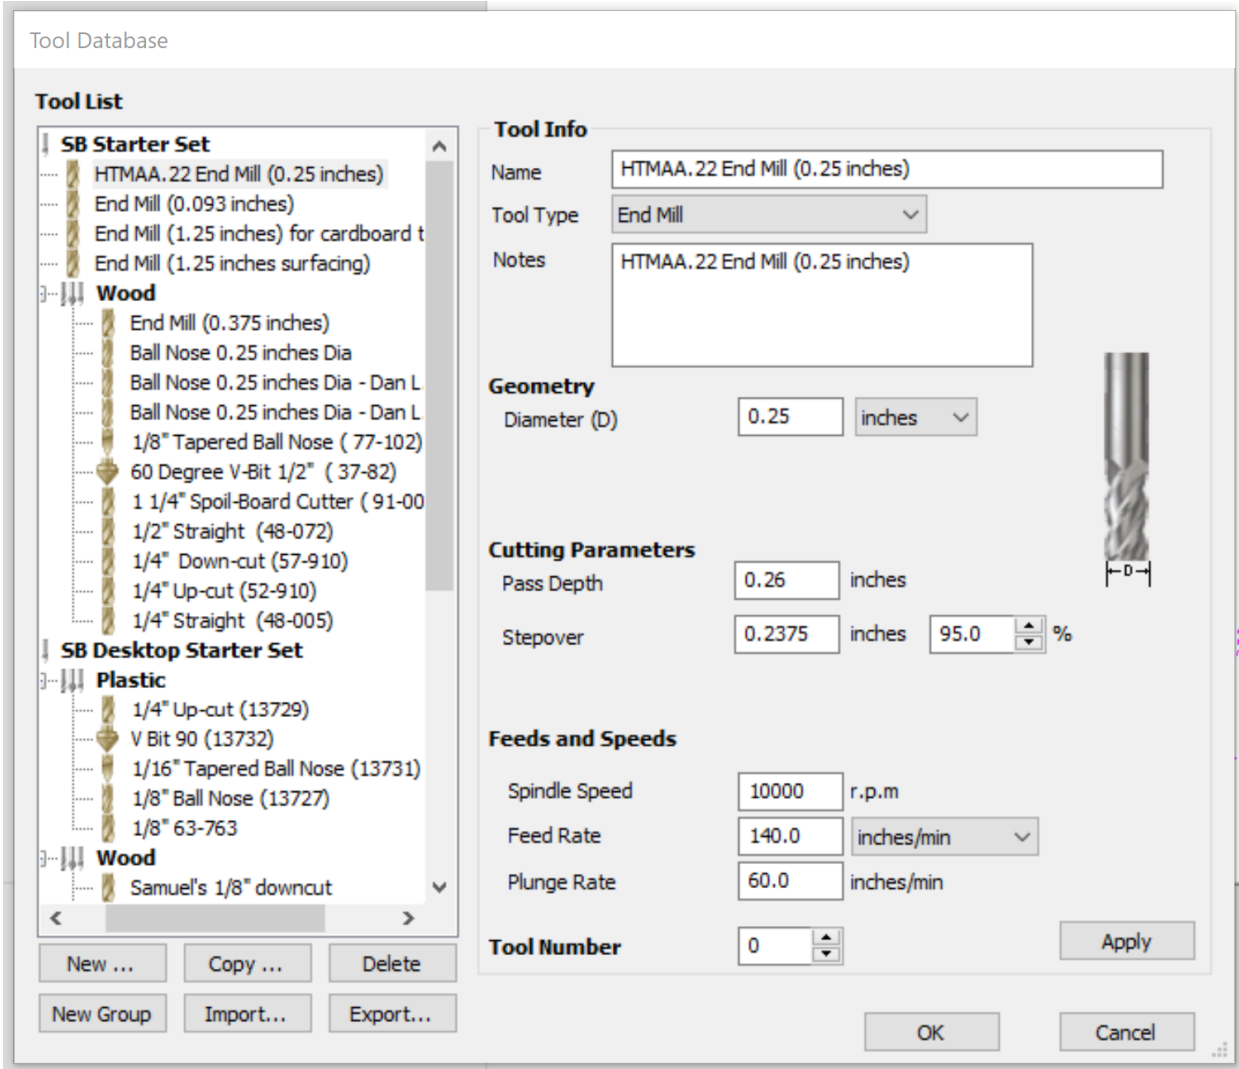 Tool Database
Tool List
SB Starter Set
HTMAA.22 End Mill (0.25 inches)
End Mill (0.093 inches)
End Mill (1.25 inches) for cardboard t
End Mill (1.25 inches surfacing)
Wood
End Mill (0.375 inches)
Ball Nose 0.25 inches Dia
Ball Nose 0.25 inches Dia - Dan L
Ball Nose 0.25 inches Dia - Dan L
1/8" Tapered Ball Nose ( 77-102)
60 Degree V-Bit 1/2" ( 37-82)
1 1/4" Spoil-Board Cutter ( 91-00
1/2" Straight (48-072)
1/4" Down-cut (57-910)
1/4" Up-cut (52-910)
1/4" Straight (48-005)
SB Desktop Starter Set
Plastic
1/4" Up-cut (13729)
V Bit 90 (13732)
1/16" Tapered Ball Nose (13731)
1/8" Ball Nose (13727)
1/8" 63-763
Wood
Samuel's 1/8" downcut
New ... Copy ... Delete
New Group Import... Export...
Tool Info
Name HTMAA.22 End Mill (0.25 inches)
Tool Type End Mill
Notes HTMAA.22 End Mill (0.25 inches)
Geometry
Diameter (D) 0.25 inches
D
Cutting Parameters
Pass Depth 0.26 inches
Stepover 0.2375 inches 95.0 %
Feeds and Speeds
Spindle Speed 10000 r.p.m
Feed Rate 140.0 inches/min
Plunge Rate 60.0 inches/min
Tool Number 0
Apply
OK Cancel